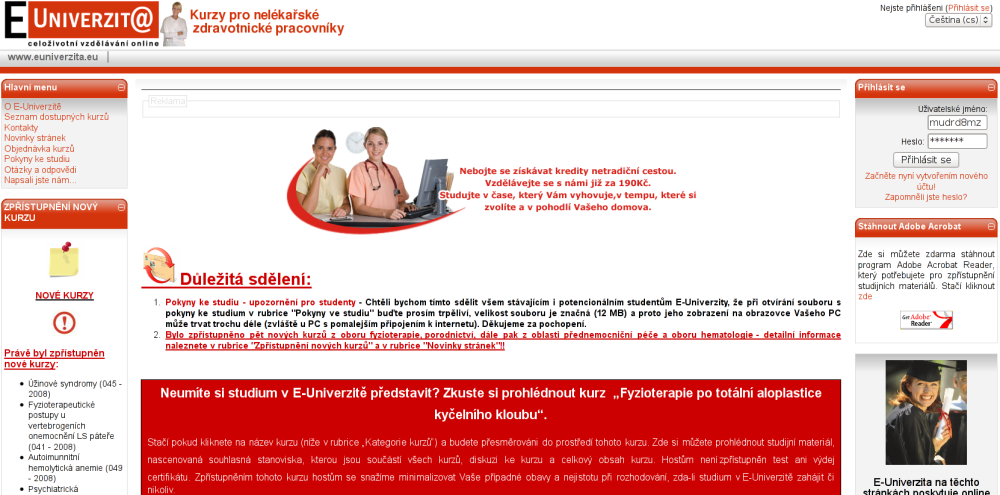 E UNIVERZIT@
celoživotní vzdělávání online
Kurzy pro nelékařské
zdravotnické pracovníky
Nejste přihlášeni (Přihlásit se)
Čeština (cs)
www.euniverzita.eu
Hlavní menu
O E-Univerzitě
Seznam dostupných kurzů
Kontakty
Novinky stránek
Objednávka kurzů
Pokyny ke studiu
Otázky a odpovědi
Napsali jste nám...
ZPŘÍSTUPNĚNÍ NOVÝ
KURZU
NOVÉ KURZY
Právě byl zpřístupněn
nové kurzy:
Úžinové syndromy (045 -
2008)
Fyzioterapeutické
postupy u
vertebrogeních
onemocnění LS páteře
(041 - 2008)
Autoimunitní
hemolytická anemie (049
- 2008)
Psychiatrická
Reklama
Nebojte se získávat kredity netradiční cestou.
Vzdělávejte se s námi již za 190Kč.
Studujte v čase, který Vám vyhovuje,v tempu, které si
zvolíte a v pohodlí Vašeho domova.
Důležitá sdělení:
1. Pokyny ke studiu - upozornění pro studenty - Chtěli bychom tímto sdělit všem stávajícím i potencionálním studentům E-Univerzity, že při otvírání souboru s
pokyny ke studium v rubrice "Pokyny ve studiu" buďte prosím trpěliví, velikost souboru je značná (12 MB) a proto jeho zobrazení na obrazovce Vašeho PC
může trvat trochu déle (zvláště u PC s pomalejším připojením k internetu). Děkujeme za pochopení.
2. Bylo zpřístupněno pět nových kurzů z oboru fyzioterapie, porodnictví, dále pak z oblasti přednemocniční péče a oboru hematologie - detailní informace
naleznete v rubrice "Zpřístupnění nových kurzů" a v rubrice "Novinky stránek"!!
Neumíte si studium v E-Univerzitě představit? Zkuste si prohlédnout kurz „Fyzioterapie po totální aloplastice
kyčelního kloubu“.
Stačí pokud kliknete na název kurzu (níže v rubrice „Kategorie kurzů“) a budete přesměrováni do prostředí tohoto kurzu. Zde si můžete prohlédnout studijní materiál,
nascenovaná souhlasná stanoviska, kterou jsou součástí všech kurzů, diskuzi ke kurzu a celkový obsah kurzu. Hostům není zpřístupněn test ani výdej
certifikátu. Zpřístupněním tohoto kurzu hostům se snažíme minimalizovat Vaše případné obavy a nejistotu při rozhodování, zda-li studium v E-Univerzitě zahájit či
nikoliv.
Přihlásit se
Uživatelské jméno:
mudrd8mz
Heslo: *******
Přihlásit se
Začněte nyní vytvořením nového
účtu!
Zapomněli jste heslo?
Stáhnout Adobe Acrobat
Zde si můžete zdarma stáhnout
program Adobe Acrobat Reader,
který potřebujete pro zpřístupnění
studijních materiálů. Stačí kliknout
zde
Get Adobe
Reader
E-Univerzita na těchto
stránkách poskytuje online